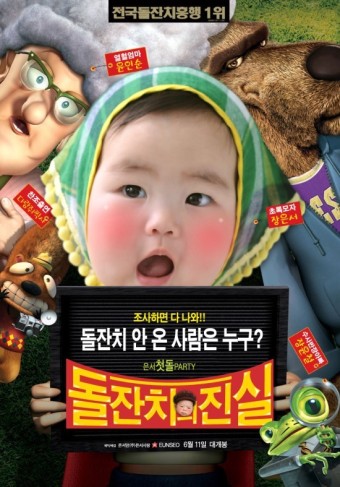 전국돌잔치흥행 1위
열혈엄마
윤인순
초록모자
장은서
조사하면 다 나와!!
돌잔치 안 온 사람은 누구?
은서첫돌PARTY
돌잔치의 진실
EUNSEO 6월 11일 대개봉